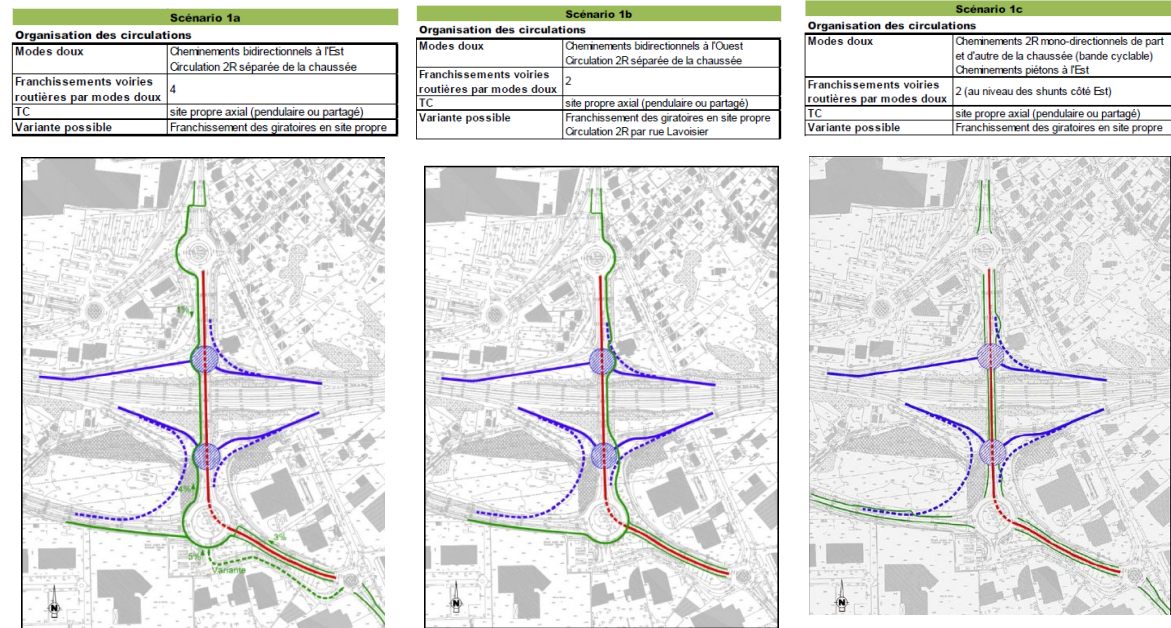 Scénario 1a
Organisation des circulations
Modes doux
Cheminements bidirectionnels à l'Est
Circulation 2R séparée de la chaussée
Franchissements voiries
routières par modes doux
4
TC
site propre axial (pendulaire ou partagé)
Variante possible
Franchissement des giratoires en site propre
1%
4%
5%
3%
Variante
N
Scénario 1b
Organisation des circulations
Modes doux
Cheminements bidirectionnels à l'Ouest
Circulation 2R séparée de la chaussée
Franchissements voiries
routières par modes doux
2
TC
site propre axial (pendulaire ou partagé)
Variante possible
Franchissement des giratoires en site propre
Circulation 2R par rue Lavoisier
N
Scénario 1c
Organisation des circulations
Modes doux
Cheminements 2R mono-directionnels de part
et d'autre de la chaussée (bande cyclable)
Cheminements piétons à l'Est
Franchissements voiries
routières par modes doux
2 (au niveau des shunts côté Est)
TC
site propre axial (pendulaire ou partagé)
Variante possible
Franchissement des giratoires en site propre
N